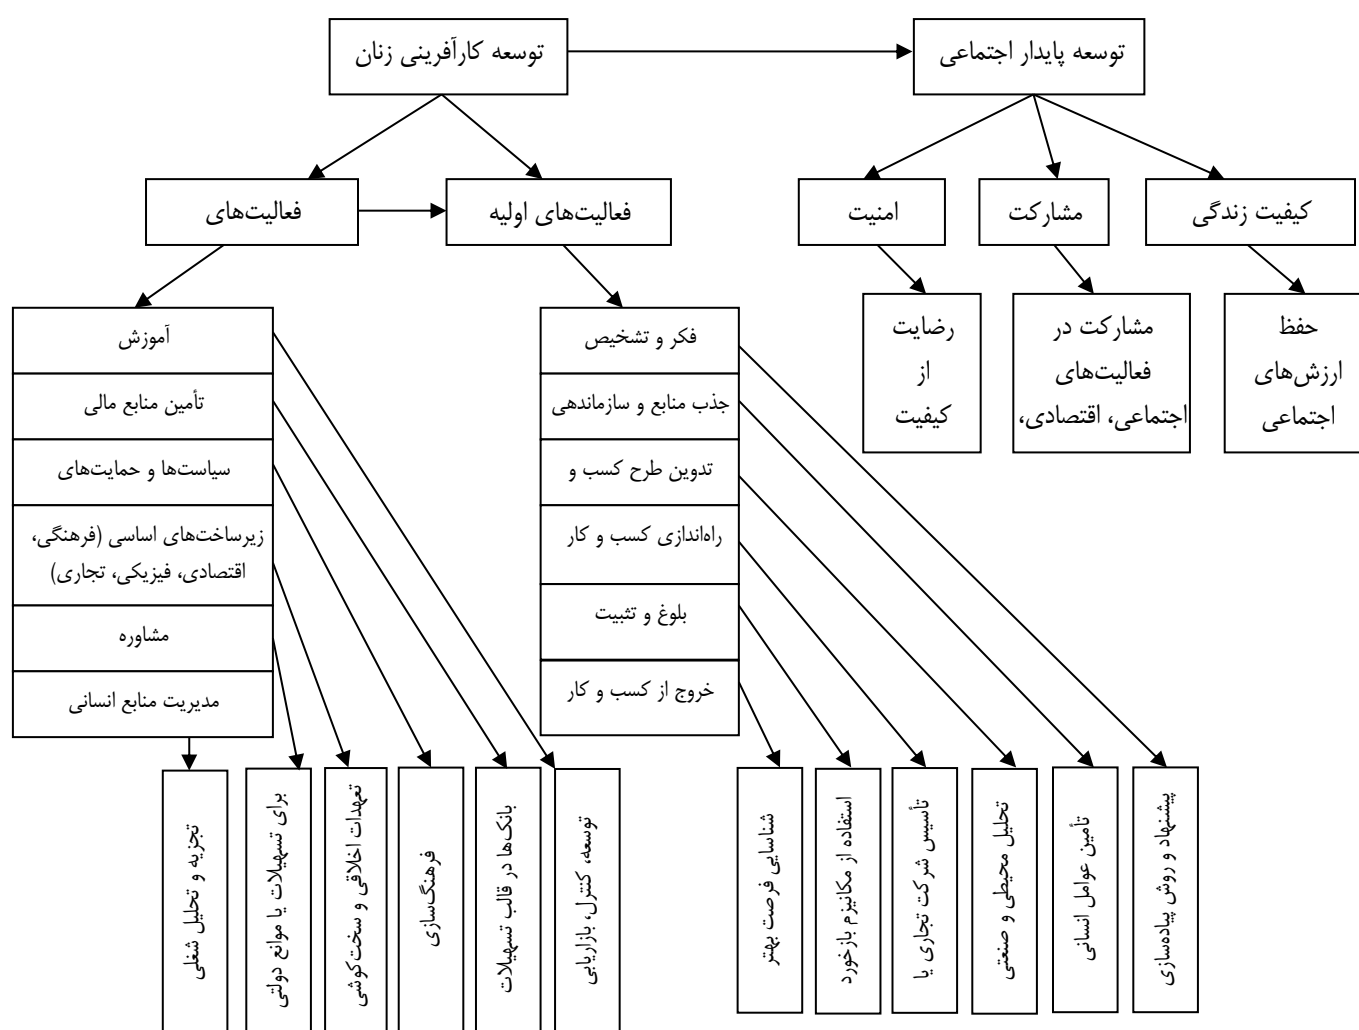 توسعه پایدار اجتماعی
توسعه کارآفرینی زنان
کیفیت زندگی
مشارکت
امنیت
فعالیت‌های اولیه
فعالیت‌های
حفظ
ارزش‌های
اجتماعی
مشارکت در
فعالیت‌های
اجتماعی، اقتصادی،
رضایت
از
کیفیت
فکر و تشخیص
جذب منابع و سازماندهی
تدوین طرح کسب و
راه‌اندازی کسب و کار
بلوغ و تثبیت
خروج از کسب و کار
آموزش
تأمین منابع مالی
سیاست‌ها و حمایت‌های
زیرساخت‌های اساسی (فرهنگی،
اقتصادی، فیزیکی، تجاری)
مشاوره
مدیریت منابع انسانی
پیشنهاد و روش پیاده‌سازی
تأمین عوامل انسانی
تحلیل محیطی و صنعتی
تأسیس شرکت تجاری یا
استفاده از مکانیزم بازخورد
شناسایی فرصت بهتر
توسعه، کنترل، بازاریابی
بانک‌ها در قالب تسهیلات
فرهنگ‌سازی
تعهدات اخلاقی و سخت‌کوشی
برای تسهیلات یا موانع دولتی
تجزیه و تحلیل شغلی